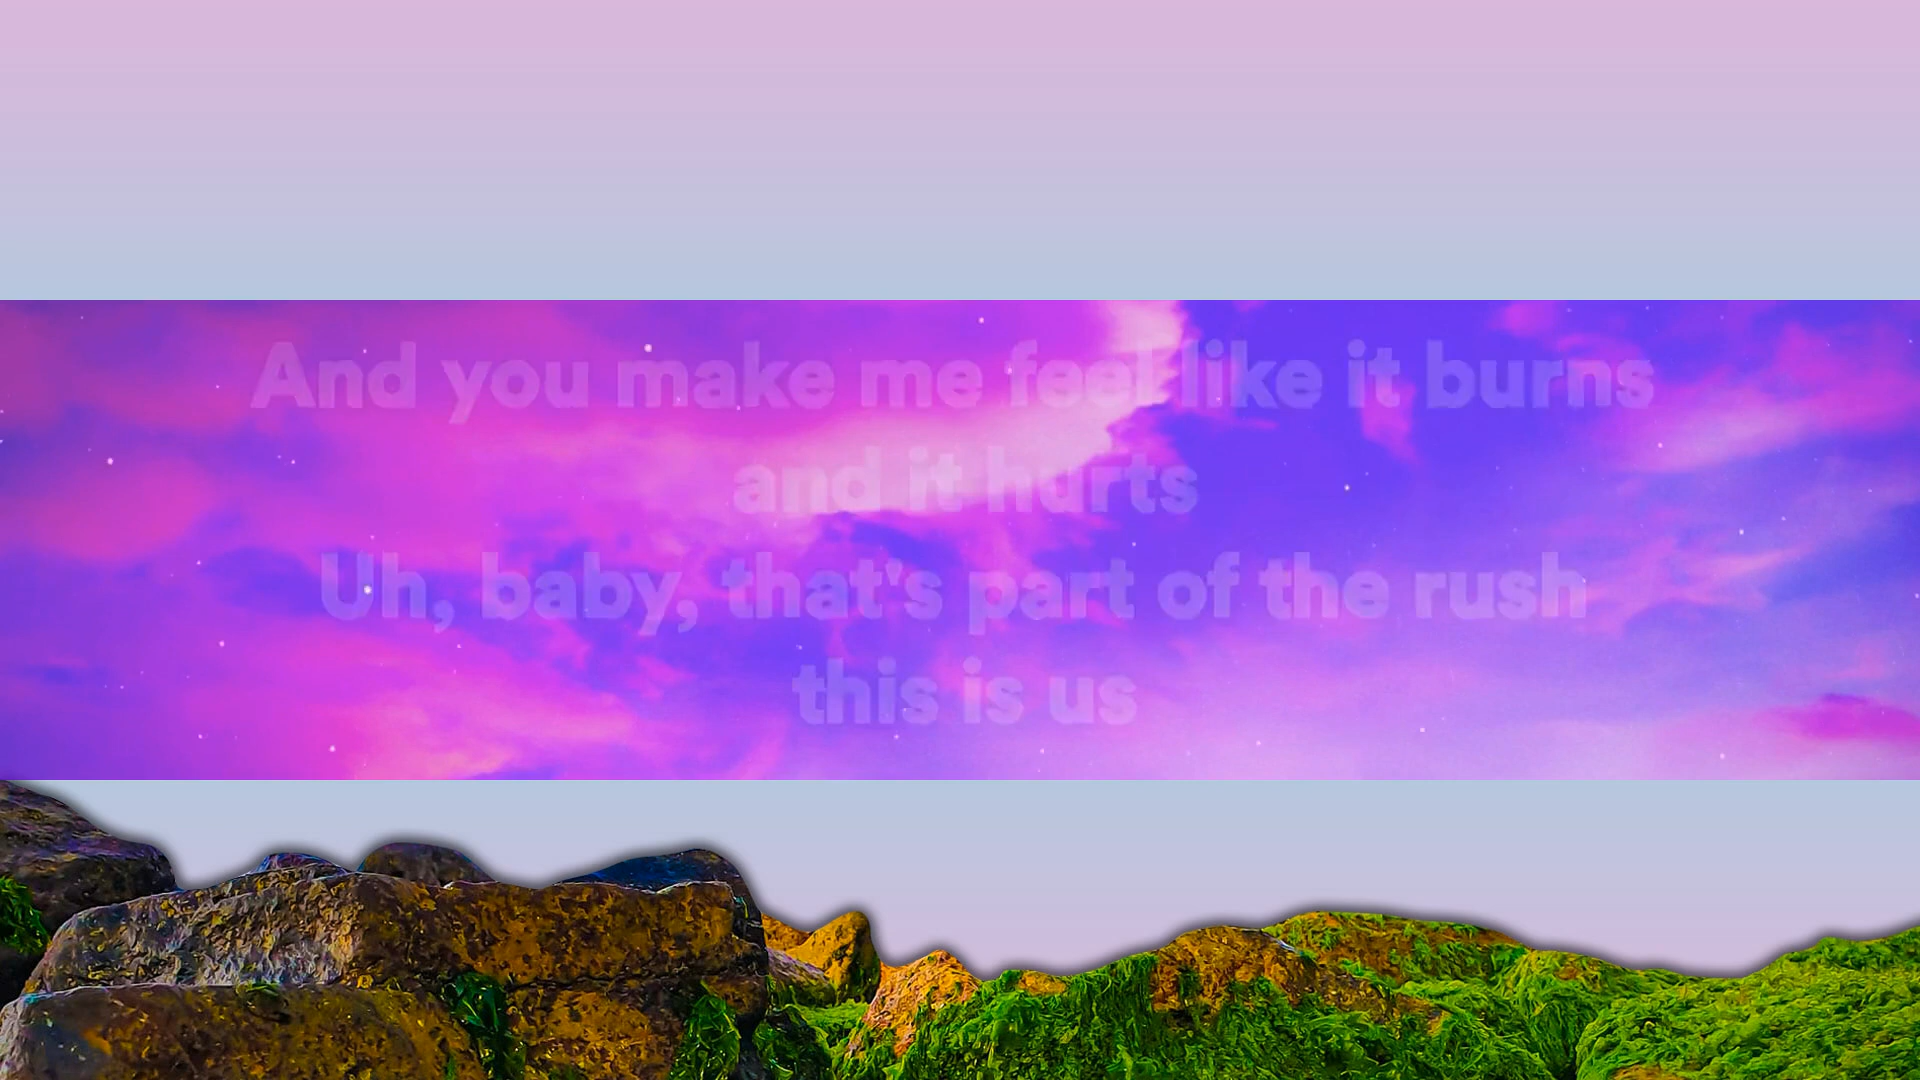 And you make me feel like it burns
and it hurts
Uh, baby, that's part of the rush
this is us